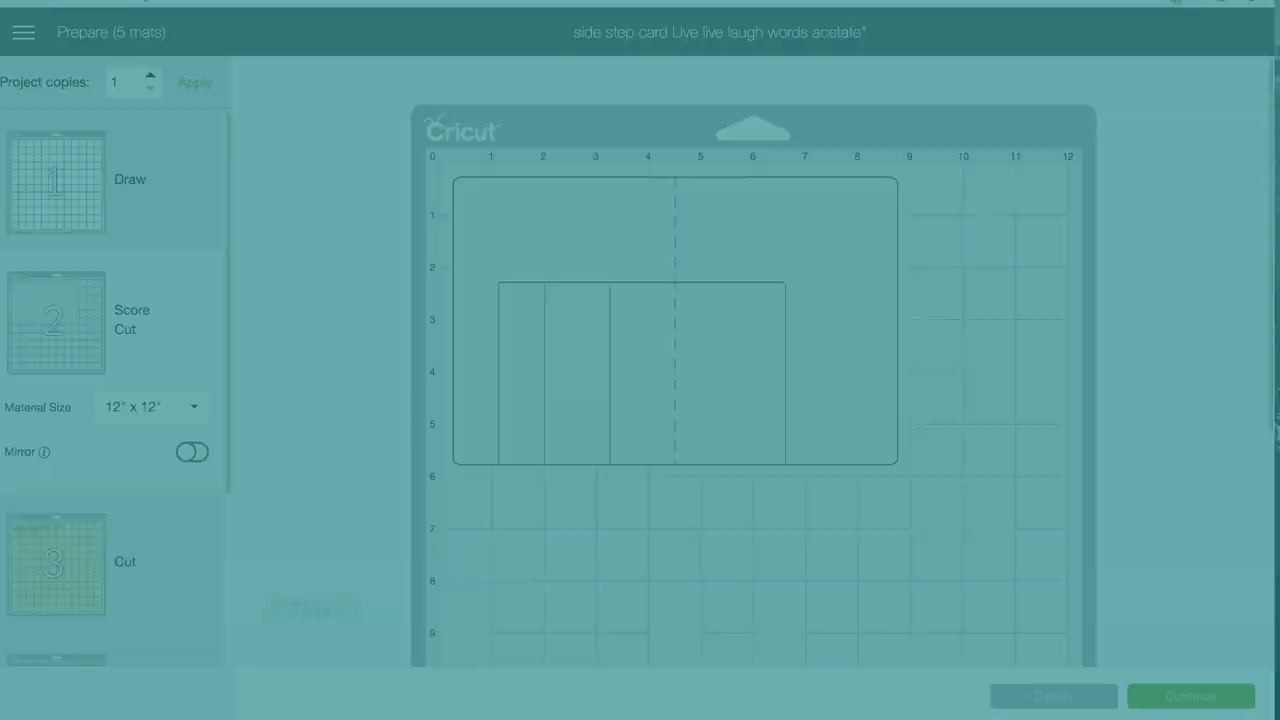 Prepare (5 mats)
side step card Live live laugh words acetate*
Project copies: 1 Apply
1 Draw
2 Score
Cut
Material Size 12" x 12"
Mirror
3 Cut
Cricut
0 1 2 3 4 5 6 7 8 9 10 11 12
1
2
3
4
5
6
7
8
9
Cancel Continue